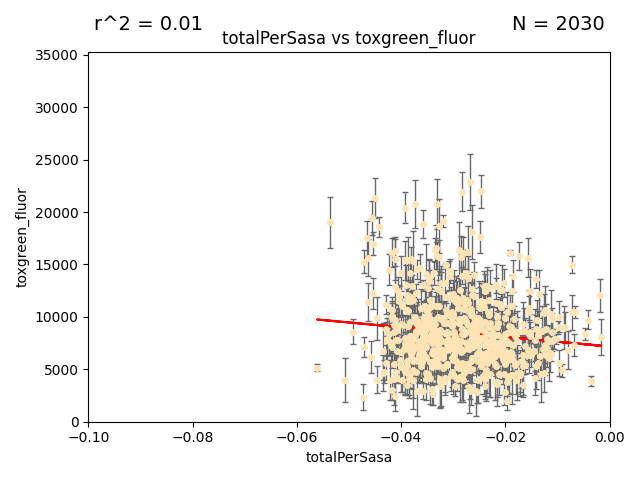 r^2 = 0.01
N = 2030
totalPerSasa vs toxgreen_fluor
35000
30000
25000
20000
15000
10000
5000
0
toxgreen_fluor
−0.10
−0.08
−0.06
−0.04
−0.02
0.00
totalPerSasa